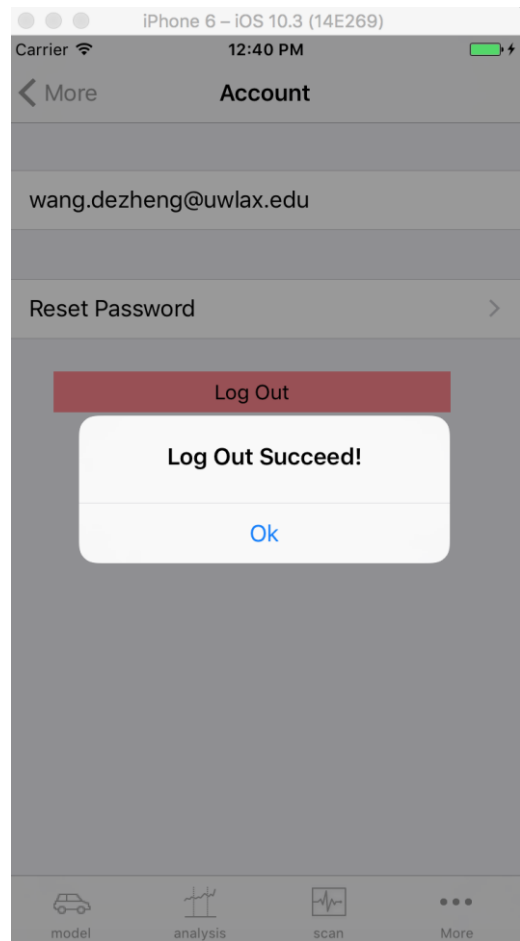 iPhone 6 – iOS 10.3 (14E269)
Carrier 12:40 PM
More Account
wang.dezheng@uwlax.edu
Reset Password
Log Out
Log Out Succeed!
Ok
model analysis scan More